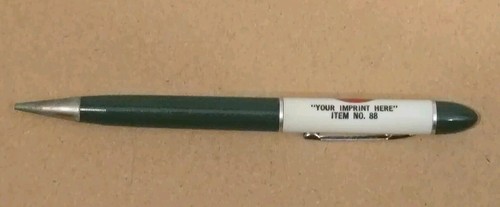 "YOUR IMPRINT HERE"
ITEM NO. 88